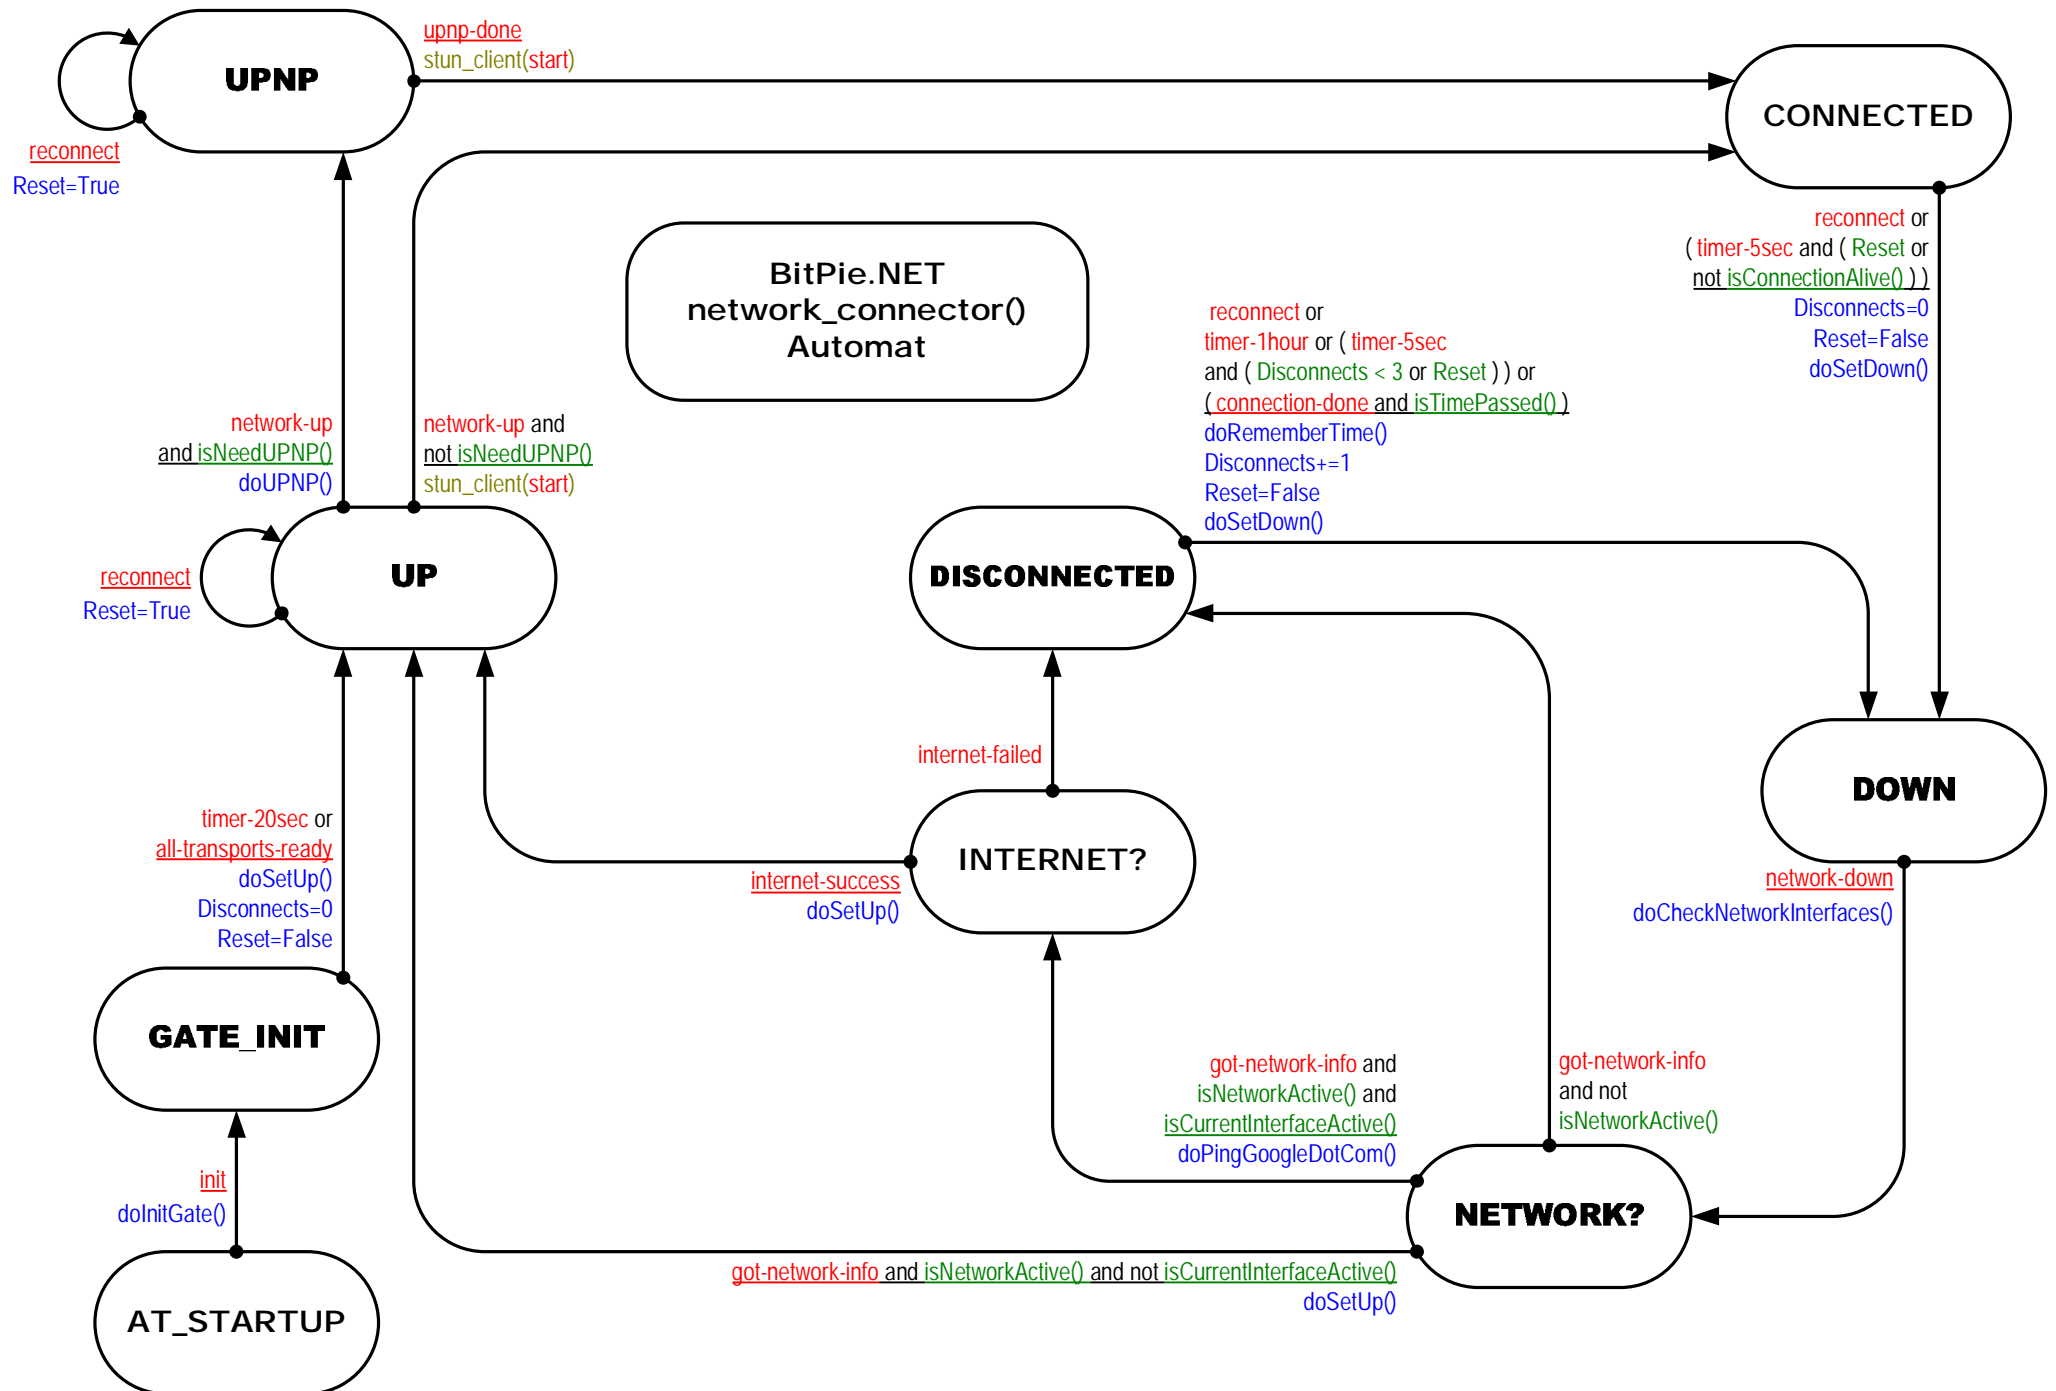 upnp-done
stun_client(start)
UPNP
CONNECTED
reconnect
Reset=True
BitPie.NET
network_connector()
Automat
reconnect or
( timer-5sec and ( Reset or
not isConnectionAlive() ) )
Disconnects=0
Reset=False
doSetDown()
reconnect or
timer-1hour or ( timer-5sec
and ( Disconnects < 3 or Reset ) ) or
( connection-done and isTimePassed() )
doRememberTime()
Disconnects+=1
Reset=False
doSetDown()
network-up
and isNeedUPNP()
doUPNP()
network-up and
not isNeedUPNP()
stun_client(start)
reconnect
Reset=True
UP
DISCONNECTED
internet-failed
DOWN
timer-20sec or
all-transports-ready
doSetUp()
Disconnects=0
Reset=False
INTERNET?
internet-success
doSetUp()
network-down
doCheckNetworkInterfaces()
GATE_INIT
got-network-info and
isNetworkActive() and
isCurrentInterfaceActive()
doPingGoogleDotCom()
got-network-info
and not
isNetworkActive()
init
doInitGate()
NETWORK?
got-network-info and isNetworkActive() and not isCurrentInterfaceActive()
doSetUp()
AT_STARTUP